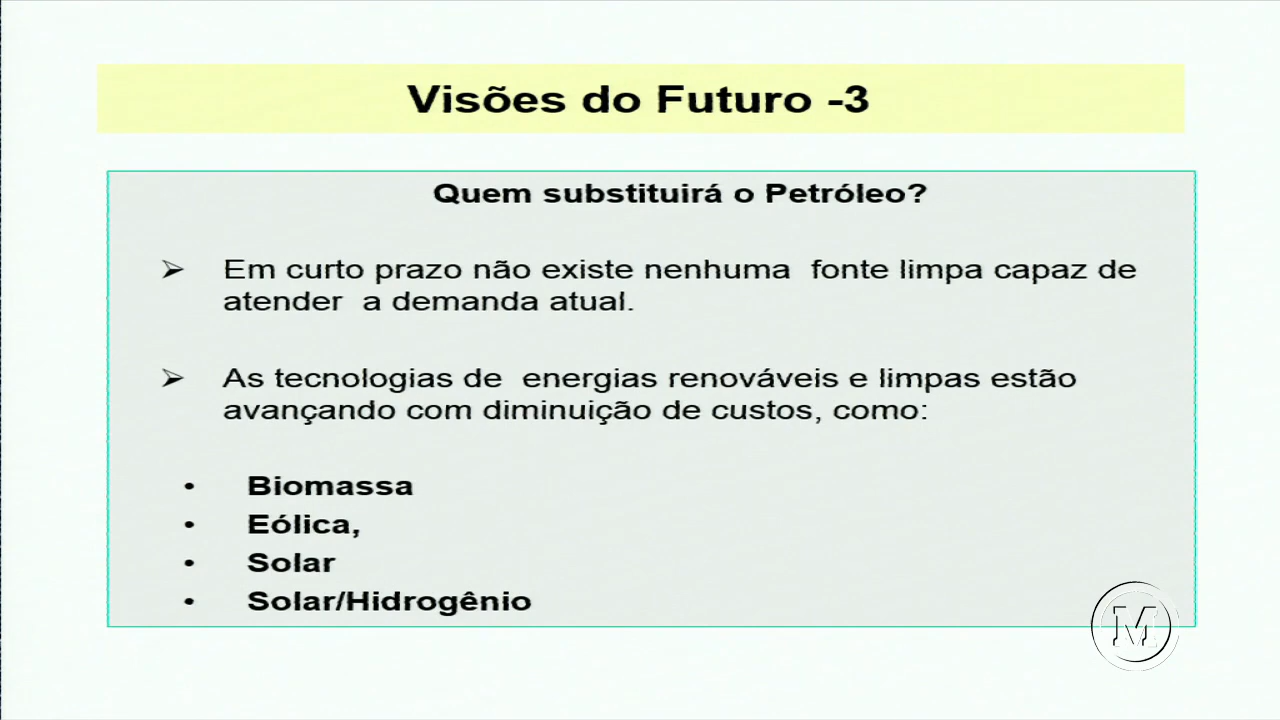 Visões do Futuro -3
Quem substituirá o Petróleo?
➢ Em curto prazo não existe nenhuma fonte limpa capaz de
atender a demanda atual.
➢ As tecnologias de energias renováveis e limpas estão
avançando com diminuição de custos, como:
• Biomassa
• Eólica,
• Solar
• Solar/Hidrogênio
M